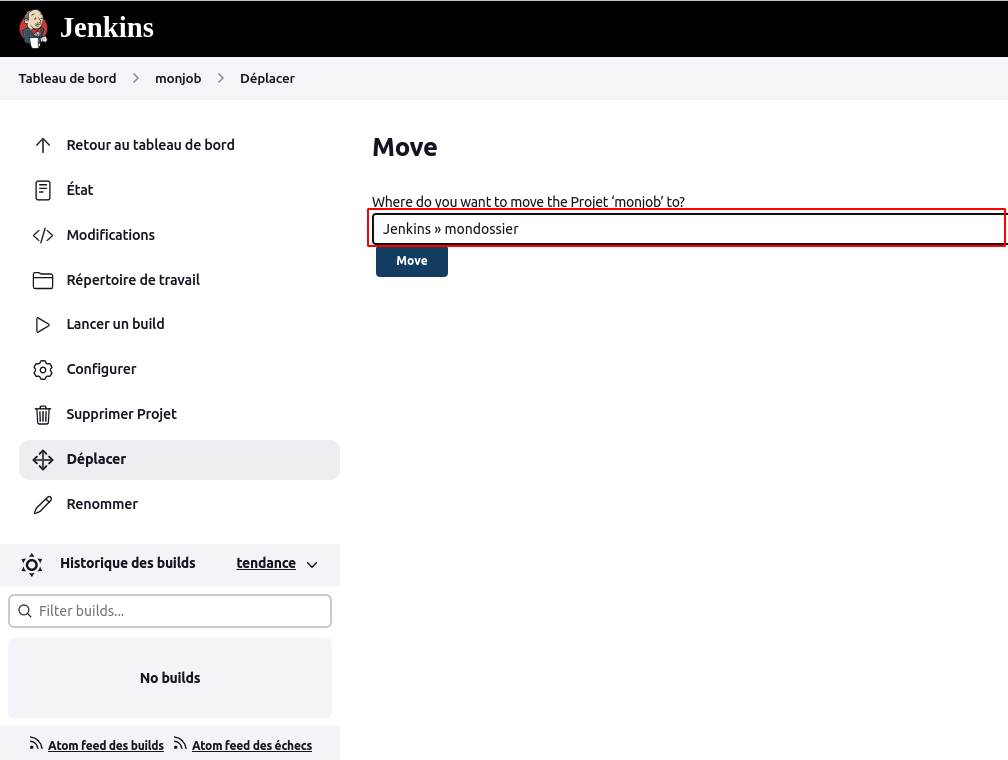 Jenkins
Tableau de bord > monjob > Déplacer
Retour au tableau de bord
État
Modifications
Répertoire de travail
Lancer un build
Configurer
Supprimer Projet
Déplacer
Renommer
Historique des builds tendance
Filter builds...
No builds
Atom feed des builds Atom feed des échecs
Move
Where do you want to move the Projet ‘monjob’ to?
Jenkins » mondossier
Move